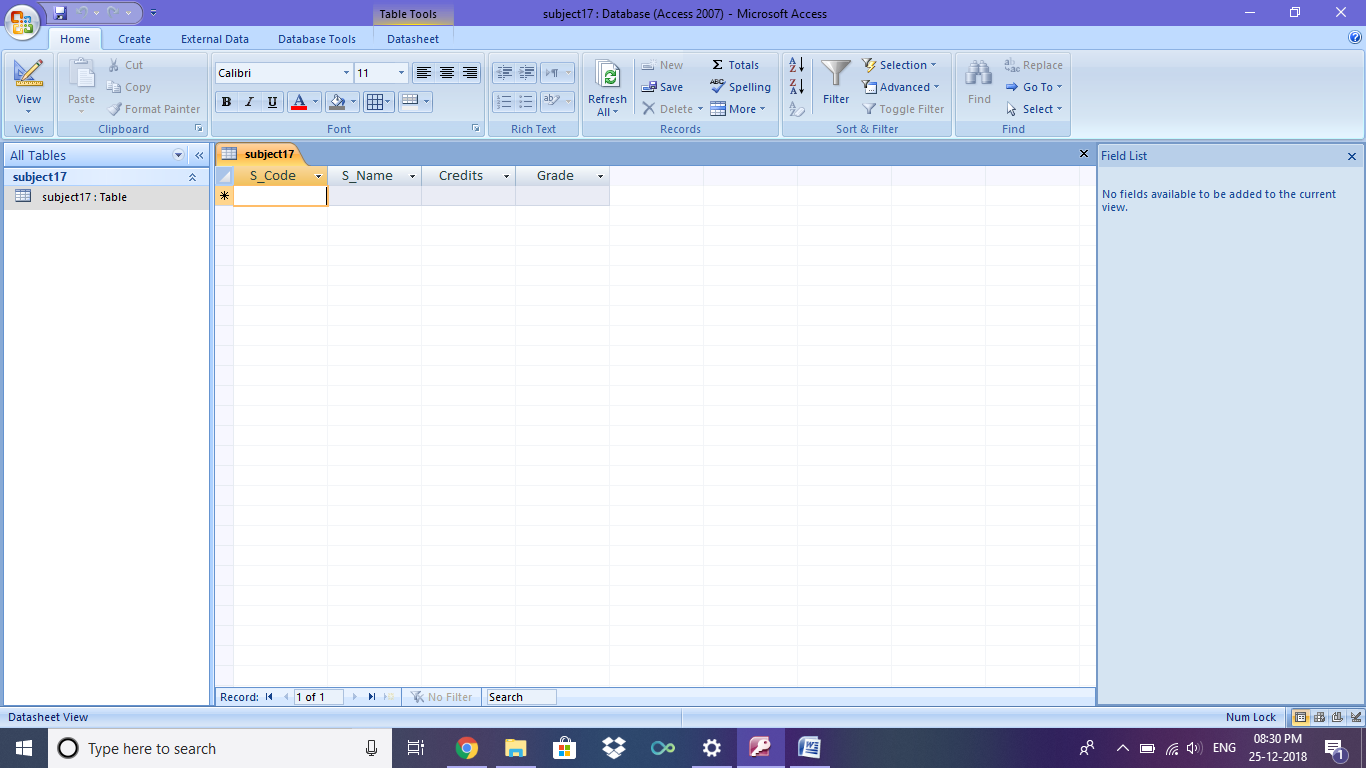 Table Tools
subject17 : Database (Access 2007) - Microsoft Access
Home Create External Data Database Tools Datasheet
View
Views
Paste
Cut
Copy
Format Painter
Clipboard
Calibri 11
B I U A
Font
ab
Rich Text
Refresh All
New
Save
Delete
Totals
Spelling
More
Records
Filter
Selection
Advanced
Toggle Filter
Sort & Filter
Find
Replace
Go To
Select
Find
All Tables
subject17
subject17 : Table
subject17
S_Code S_Name Credits Grade
Record: 1 of 1 No Filter Search
Field List
No fields available to be added to the current
view.
Datasheet View
Num Lock
Type here to search
ENG
08:30 PM
25-12-2018
1